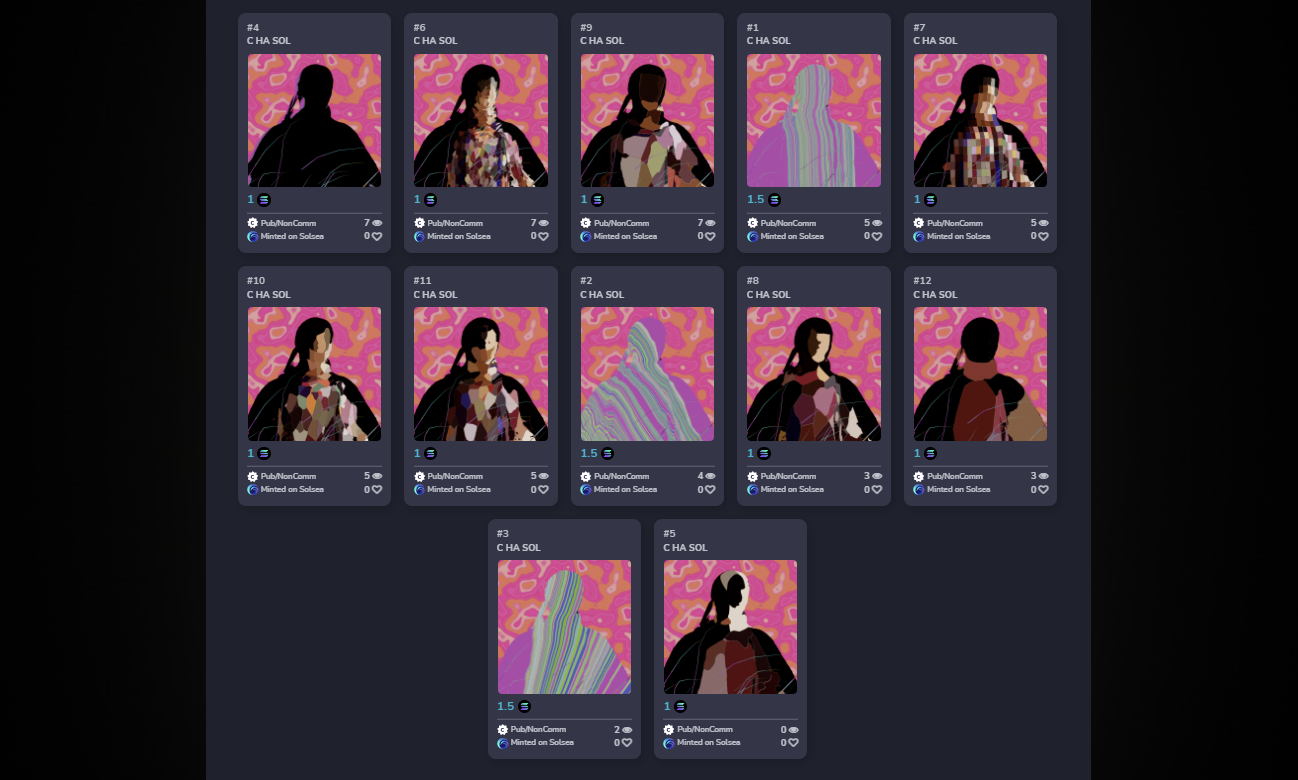 #4
C HA SOL
1
Pub/NonComm 7
Minted on Solsea 0
#6
C HA SOL
1
Pub/NonComm 7
Minted on Solsea 0
#9
C HA SOL
1
Pub/NonComm 7
Minted on Solsea 0
#1
C HA SOL
1.5
Pub/NonComm 5
Minted on Solsea 0
#7
C HA SOL
1
Pub/NonComm 5
Minted on Solsea 0
#10
C HA SOL
1
Pub/NonComm 5
Minted on Solsea 0
#11
C HA SOL
1
Pub/NonComm 5
Minted on Solsea 0
#2
C HA SOL
1.5
Pub/NonComm 4
Minted on Solsea 0
#8
C HA SOL
1
Pub/NonComm 3
Minted on Solsea 0
#12
C HA SOL
1
Pub/NonComm 3
Minted on Solsea 0
#3
C HA SOL
1.5
Pub/NonComm 2
Minted on Solsea 0
#5
C HA SOL
1
Pub/NonComm 0
Minted on Solsea 0